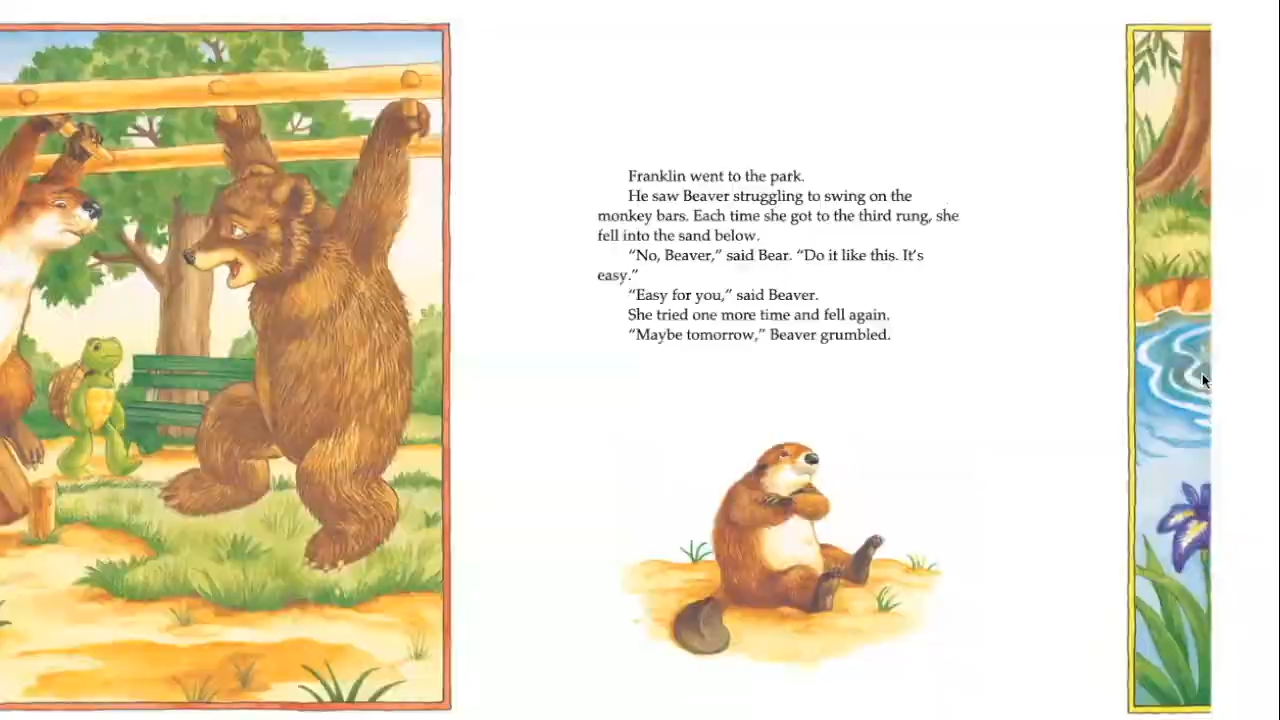 Franklin went to the park.
He saw Beaver struggling to swing on the
monkey bars. Each time she got to the third rung, she
fell into the sand below.
“No, Beaver,” said Bear. “Do it like this. It’s
easy.”
“Easy for you,” said Beaver.
She tried one more time and fell again.
“Maybe tomorrow,” Beaver grumbled.